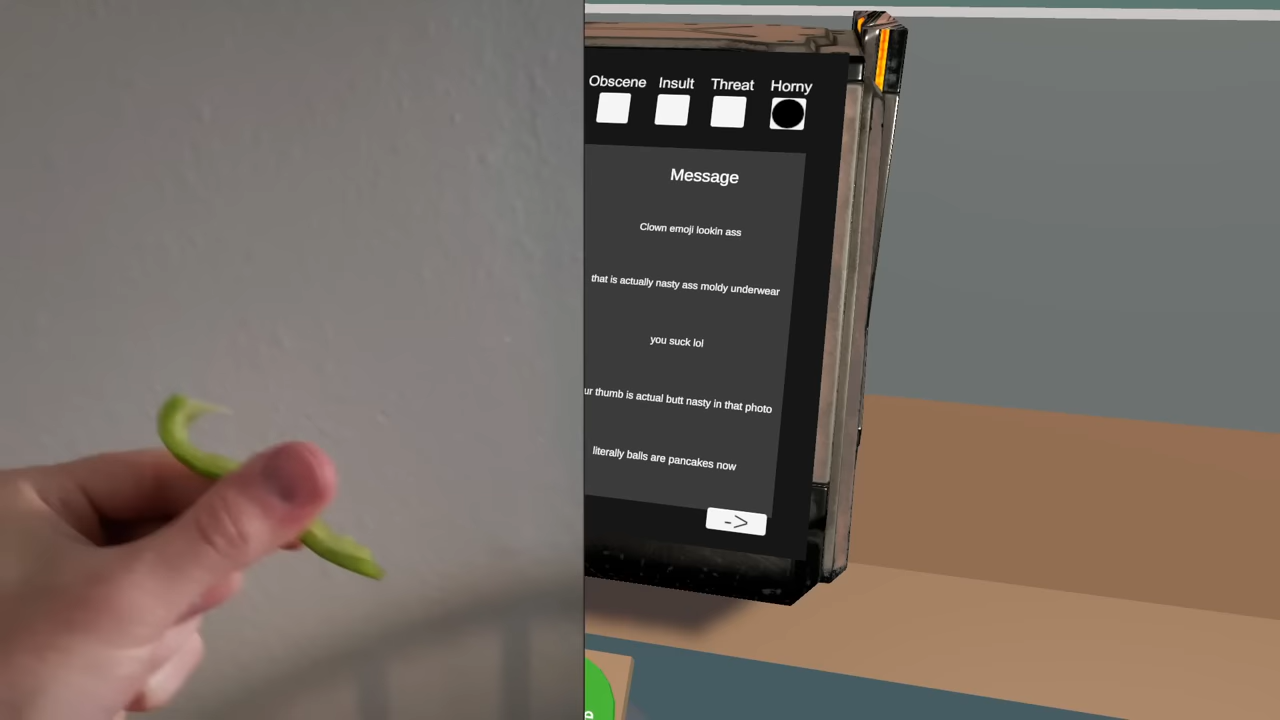 Obscene Insult Threat Horny
Message
Clown emoji lookin ass
that is actually nasty ass moldy underwear
you suck lol
ur thumb is actual butt nasty in that photo
literally balls are pancakes now
->
e